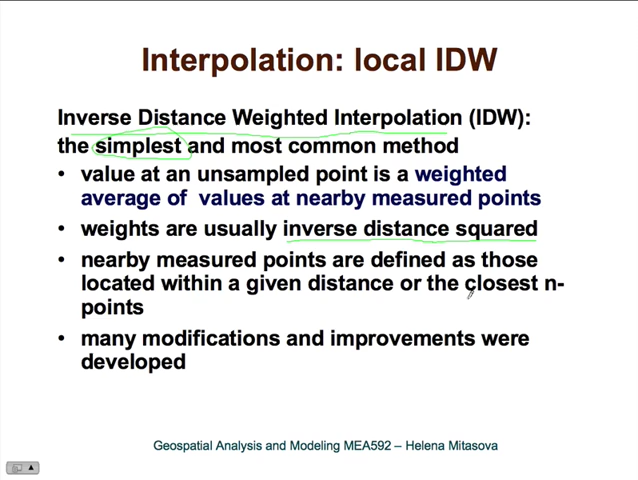 Interpolation: local IDW
Inverse Distance Weighted Interpolation (IDW):
the simplest and most common method
• value at an unsampled point is a weighted
average of values at nearby measured points
• weights are usually inverse distance squared
• nearby measured points are defined as those
located within a given distance or the closest n-
points
• many modifications and improvements were
developed
Geospatial Analysis and Modeling MEA592 – Helena Mitasova